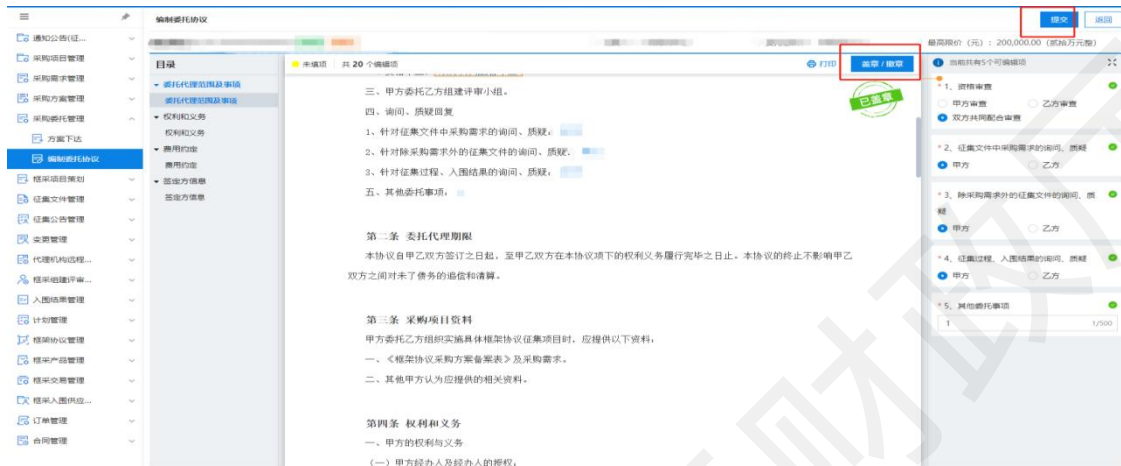 编制委托协议
提交
返回
最高限价（元）：200,000.00（贰拾万元整）
通知公告(征...
采购项目管理
采购需求管理
采购方案管理
采购委托管理
方案下达
编制委托协议
框采项目策划
征集文件管理
征集公告管理
变更管理
代理机构远程...
框采组建评审...
入围结果管理
计划管理
框架协议管理
框采产品管理
框采交易管理
框采入围供应...
订单管理
合同管理
目录
委托代理范围及事项
委托代理范围及事项
权利和义务
权利和义务
费用约定
费用约定
签定方信息
签定方信息
未填项 共 20 个编辑项
打印
盖章 / 撤章
已盖章
三、甲方委托乙方组建评审小组。
四、询问、质疑回复
1、针对征集文件中采购需求的询问、质疑：
2、针对除采购需求外的征集文件的询问、质疑：
3、针对征集过程、入围结果的询问、质疑：
五、其他委托事项：
第二条 委托代理期限
本协议自甲乙双方签订之日起，至甲乙双方在本协议项下的权利义务履行完毕之日止。本协议的终止不影响甲乙
双方之间对未了债务的追偿和清算。
第三条 采购项目资料
甲方委托乙方组织实施具体框架协议征集项目时，应提供以下资料：
一、《框架协议采购方案备案表》及采购需求。
二、其他甲方认为应提供的相关资料。
第四条 权利和义务
一、甲方的权利与义务
（一）甲方经办人及经办人的授权：
当前共有5个可编辑项
* 1、资格审查
甲方审查 乙方审查
双方共同配合审查
* 2、征集文件中采购需求的询问、质疑
甲方 乙方
* 3、除采购需求外的征集文件的询问、质
疑
甲方 乙方
* 4、征集过程、入围结果的询问、质疑
甲方 乙方
* 5、其他委托事项
1 1/500
财政厅